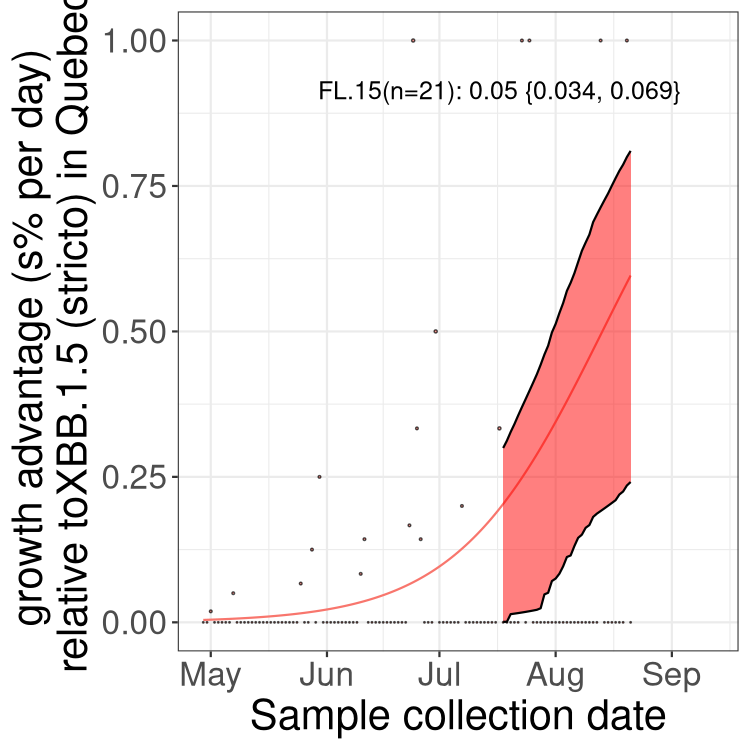 growth advantage (s% per day)
relative toXBB.1.5 (stricto) in Quebec
1.00
0.75
0.50
0.25
0.00
FL.15(n=21): 0.05 {0.034, 0.069}
May Jun Jul Aug Sep
Sample collection date